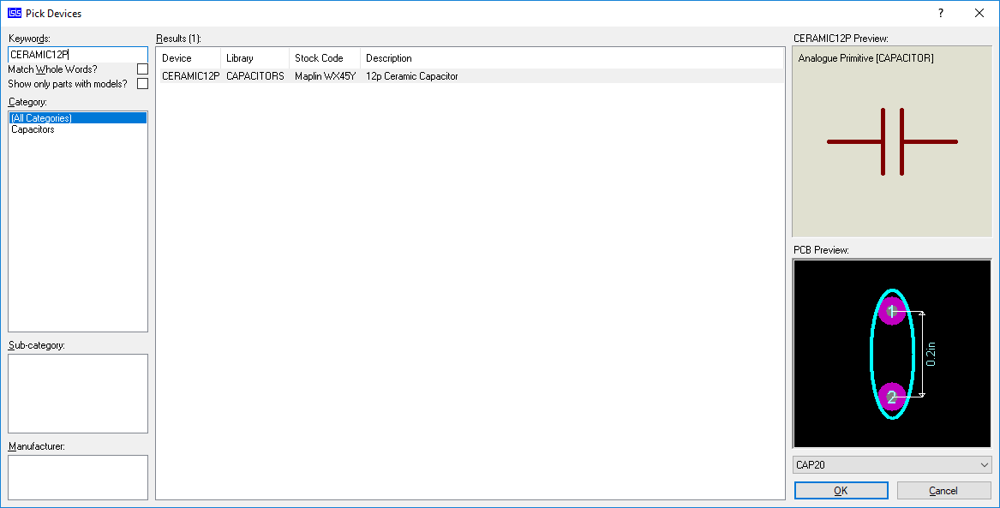 ISIS Pick Devices ?
Keywords:
CERAMIC12P
Match Whole Words?
Show only parts with models?
Category:
(All Categories)
Capacitors
Sub-category:
Manufacturer:
Results (1):
Device Library Stock Code Description
CERAMIC12P CAPACITORS Maplin WX45Y 12p Ceramic Capacitor
CERAMIC12P Preview:
Analogue Primitive [CAPACITOR]
PCB Preview:
1
0.2in
2
CAP20
OK Cancel